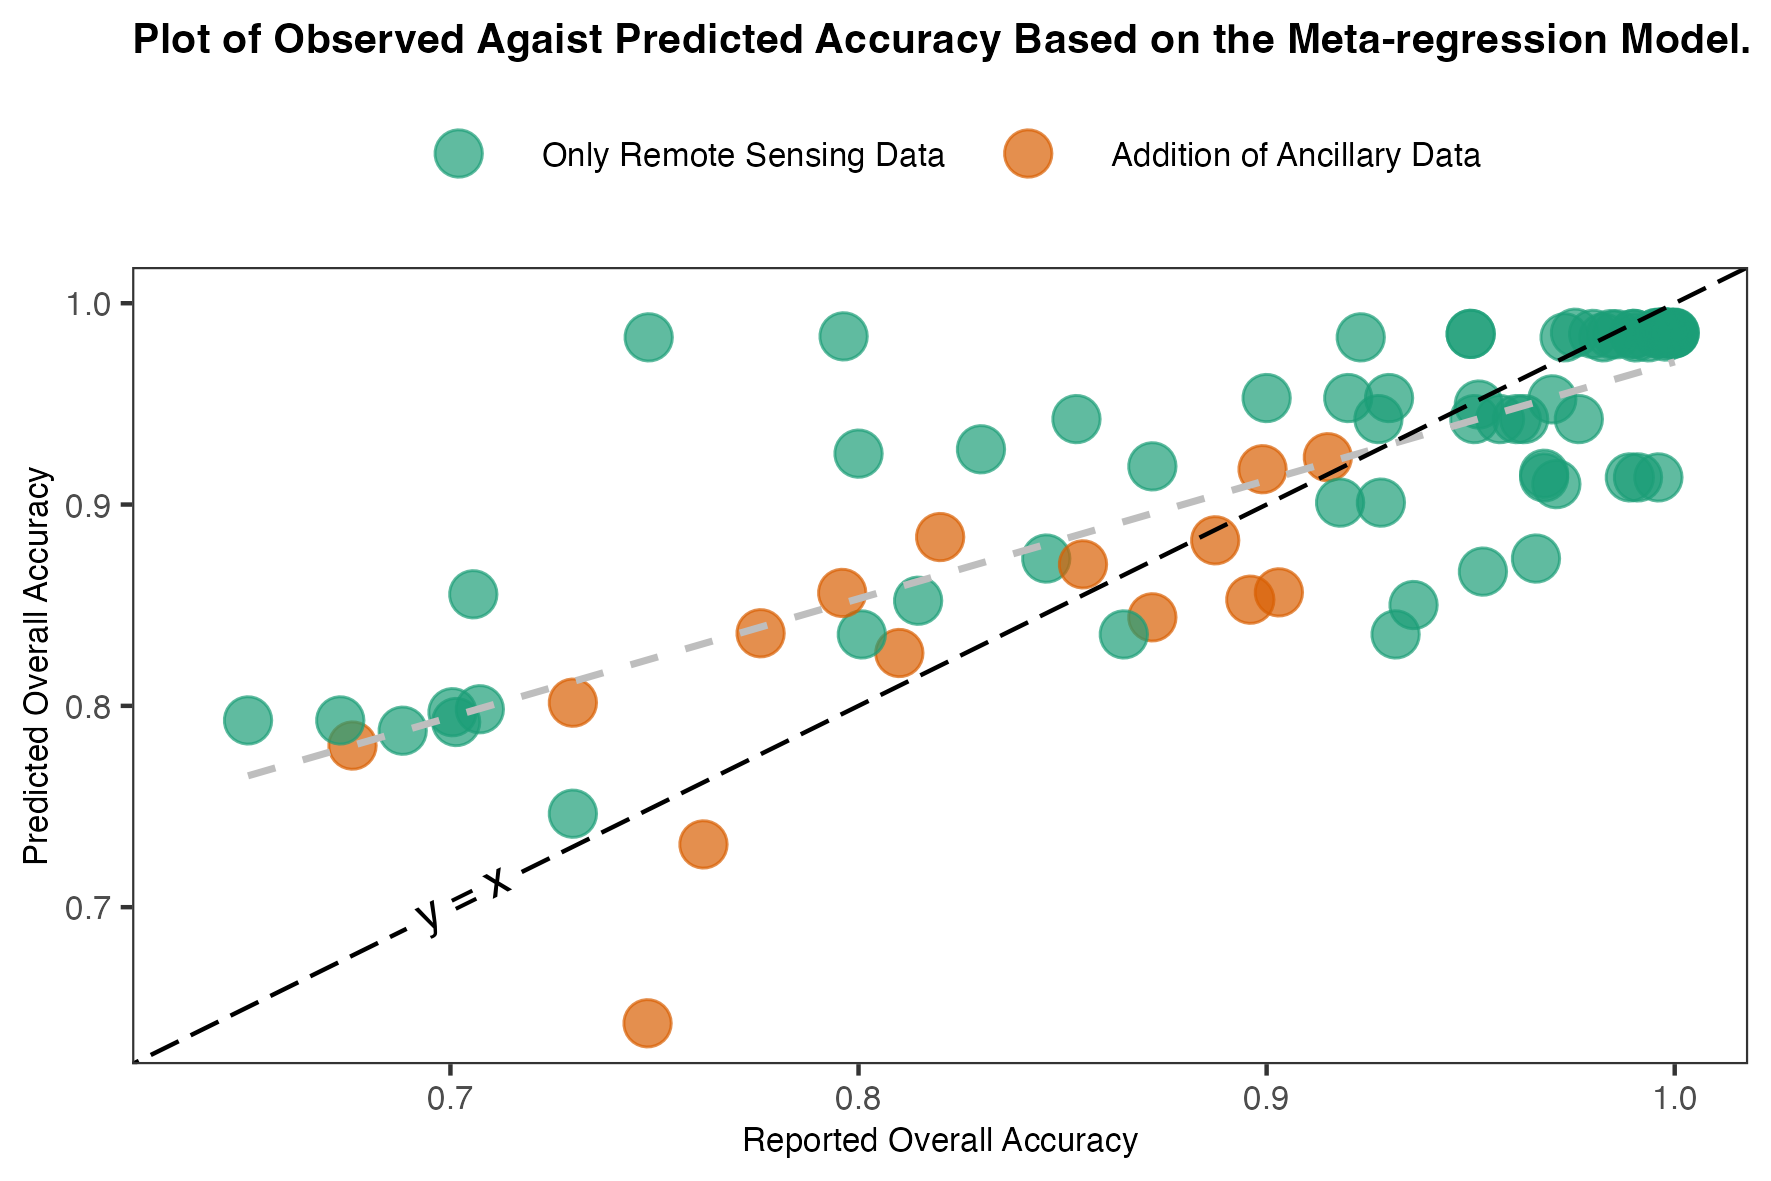 Plot of Observed Agaist Predicted Accuracy Based on the Meta-regression Model.
Only Remote Sensing Data
Addition of Ancillary Data
Predicted Overall Accuracy
1.0
0.9
0.8
0.7
y = x
0.7
0.8
0.9
1.0
Reported Overall Accuracy